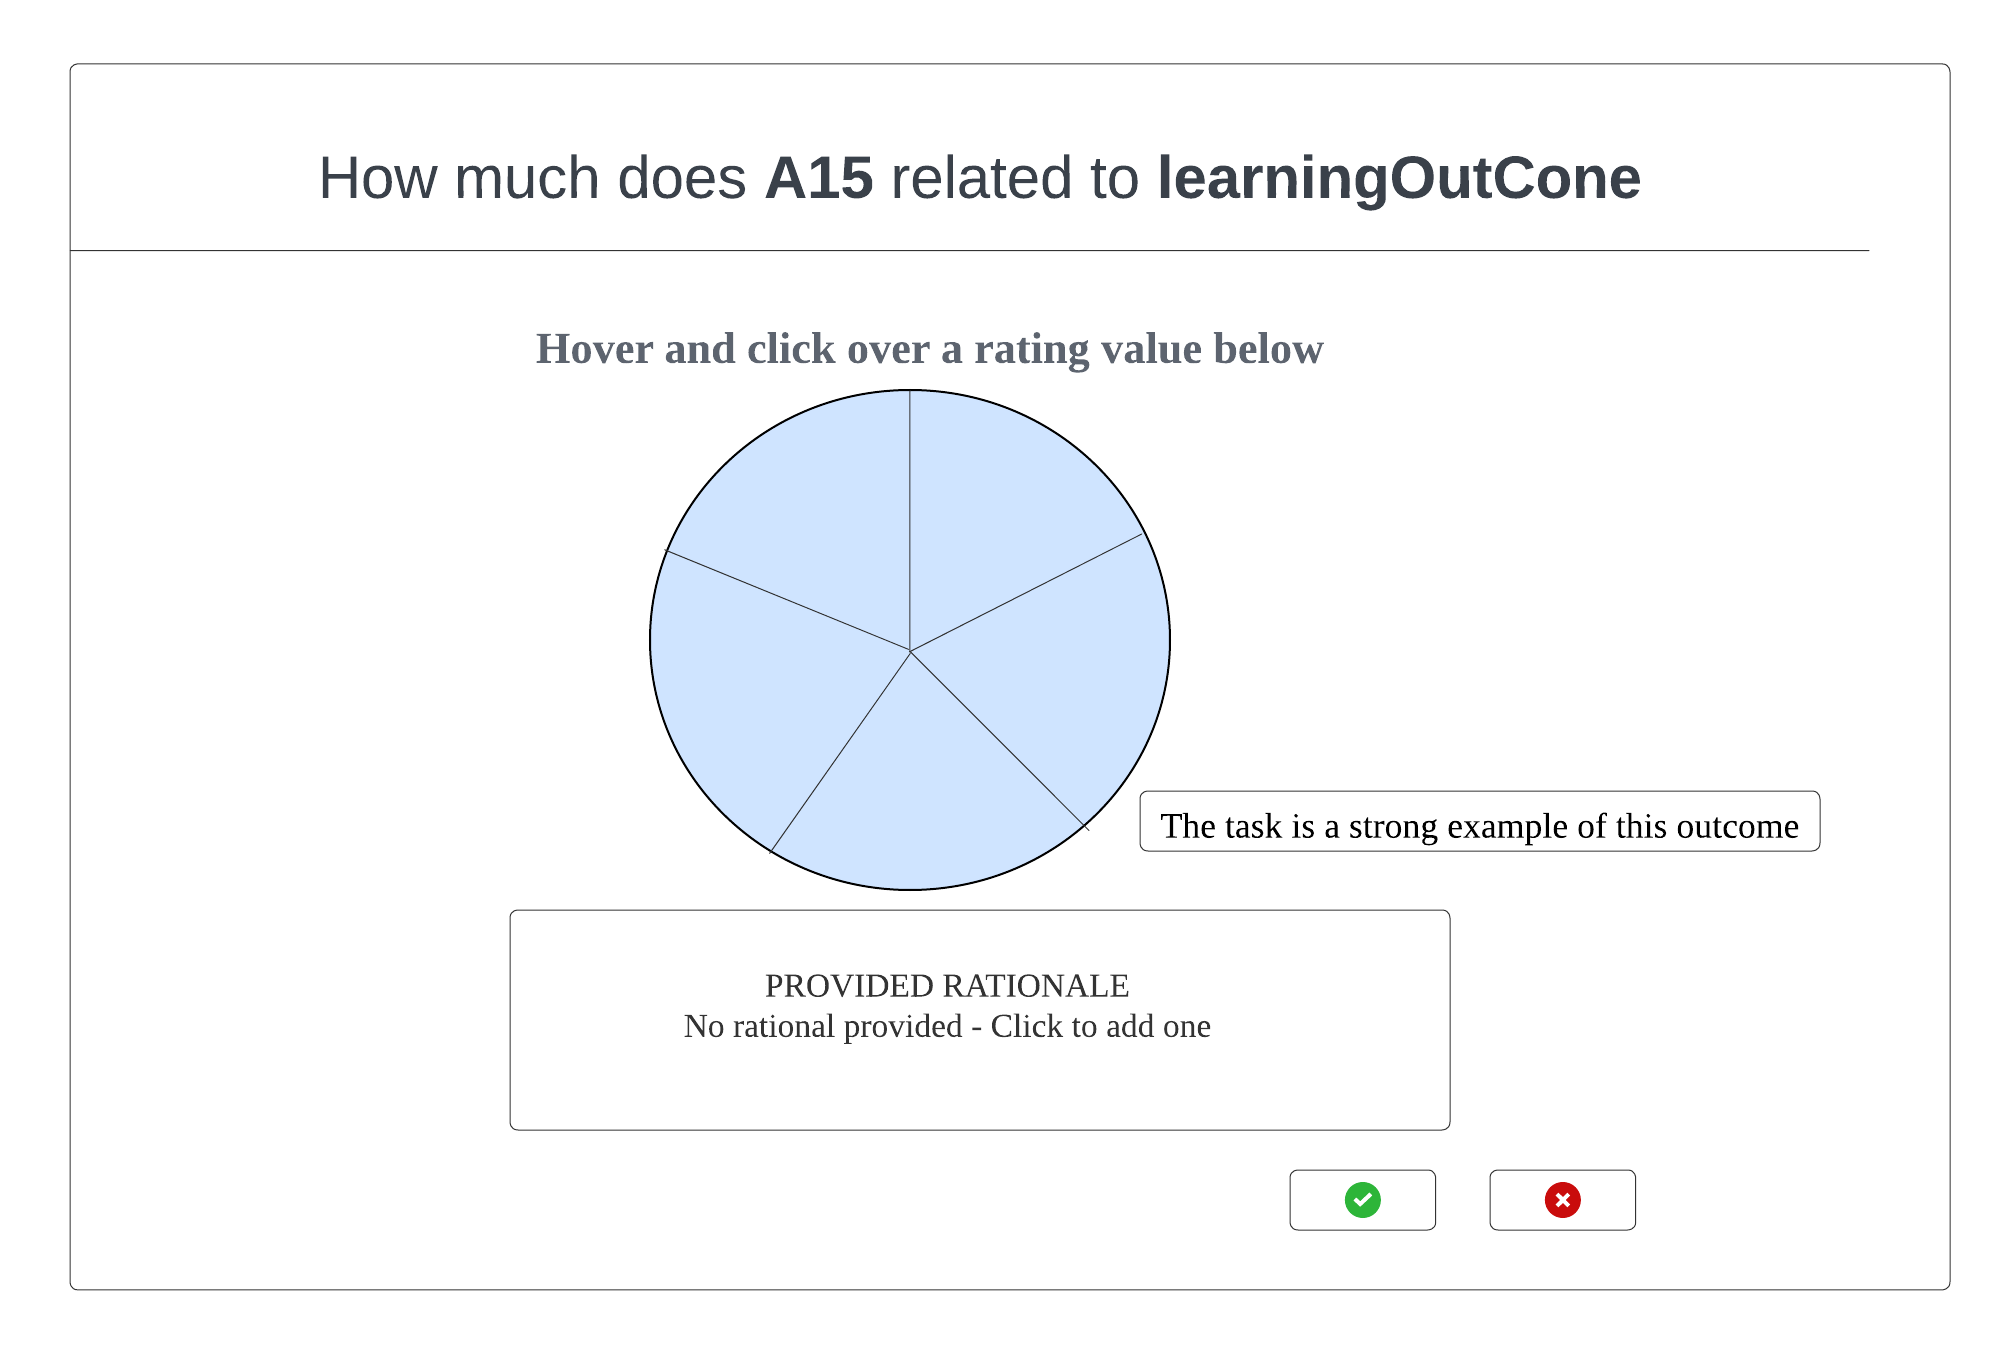 How much does A15 related to learningOutCone
Hover and click over a rating value below
The task is a strong example of this outcome
PROVIDED RATIONALE
No rational provided - Click to add one